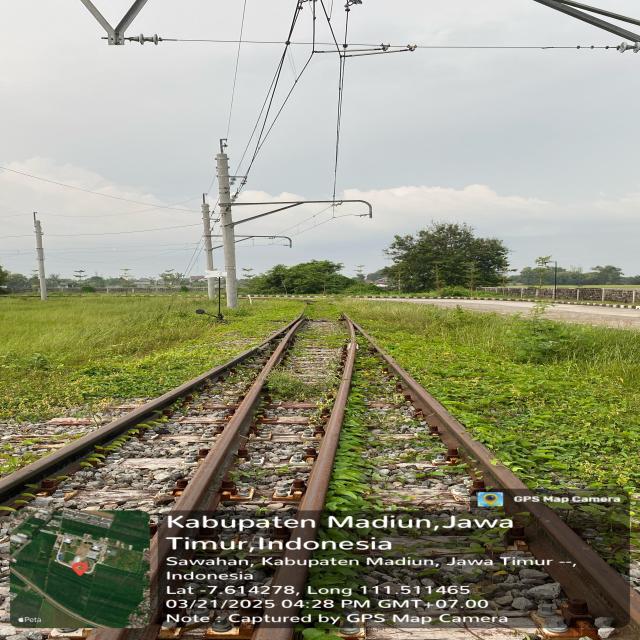 GPS Map Camera
Kabupaten Madiun,Jawa
Timur,Indonesia
Sawahan, Kabupaten Madiun, Jawa Timur --,
Indonesia
Lat -7.614278, Long 111.511465
03/21/2025 04:28 PM GMT+07.00
Note : Captured by GPS Map Camera
Peta